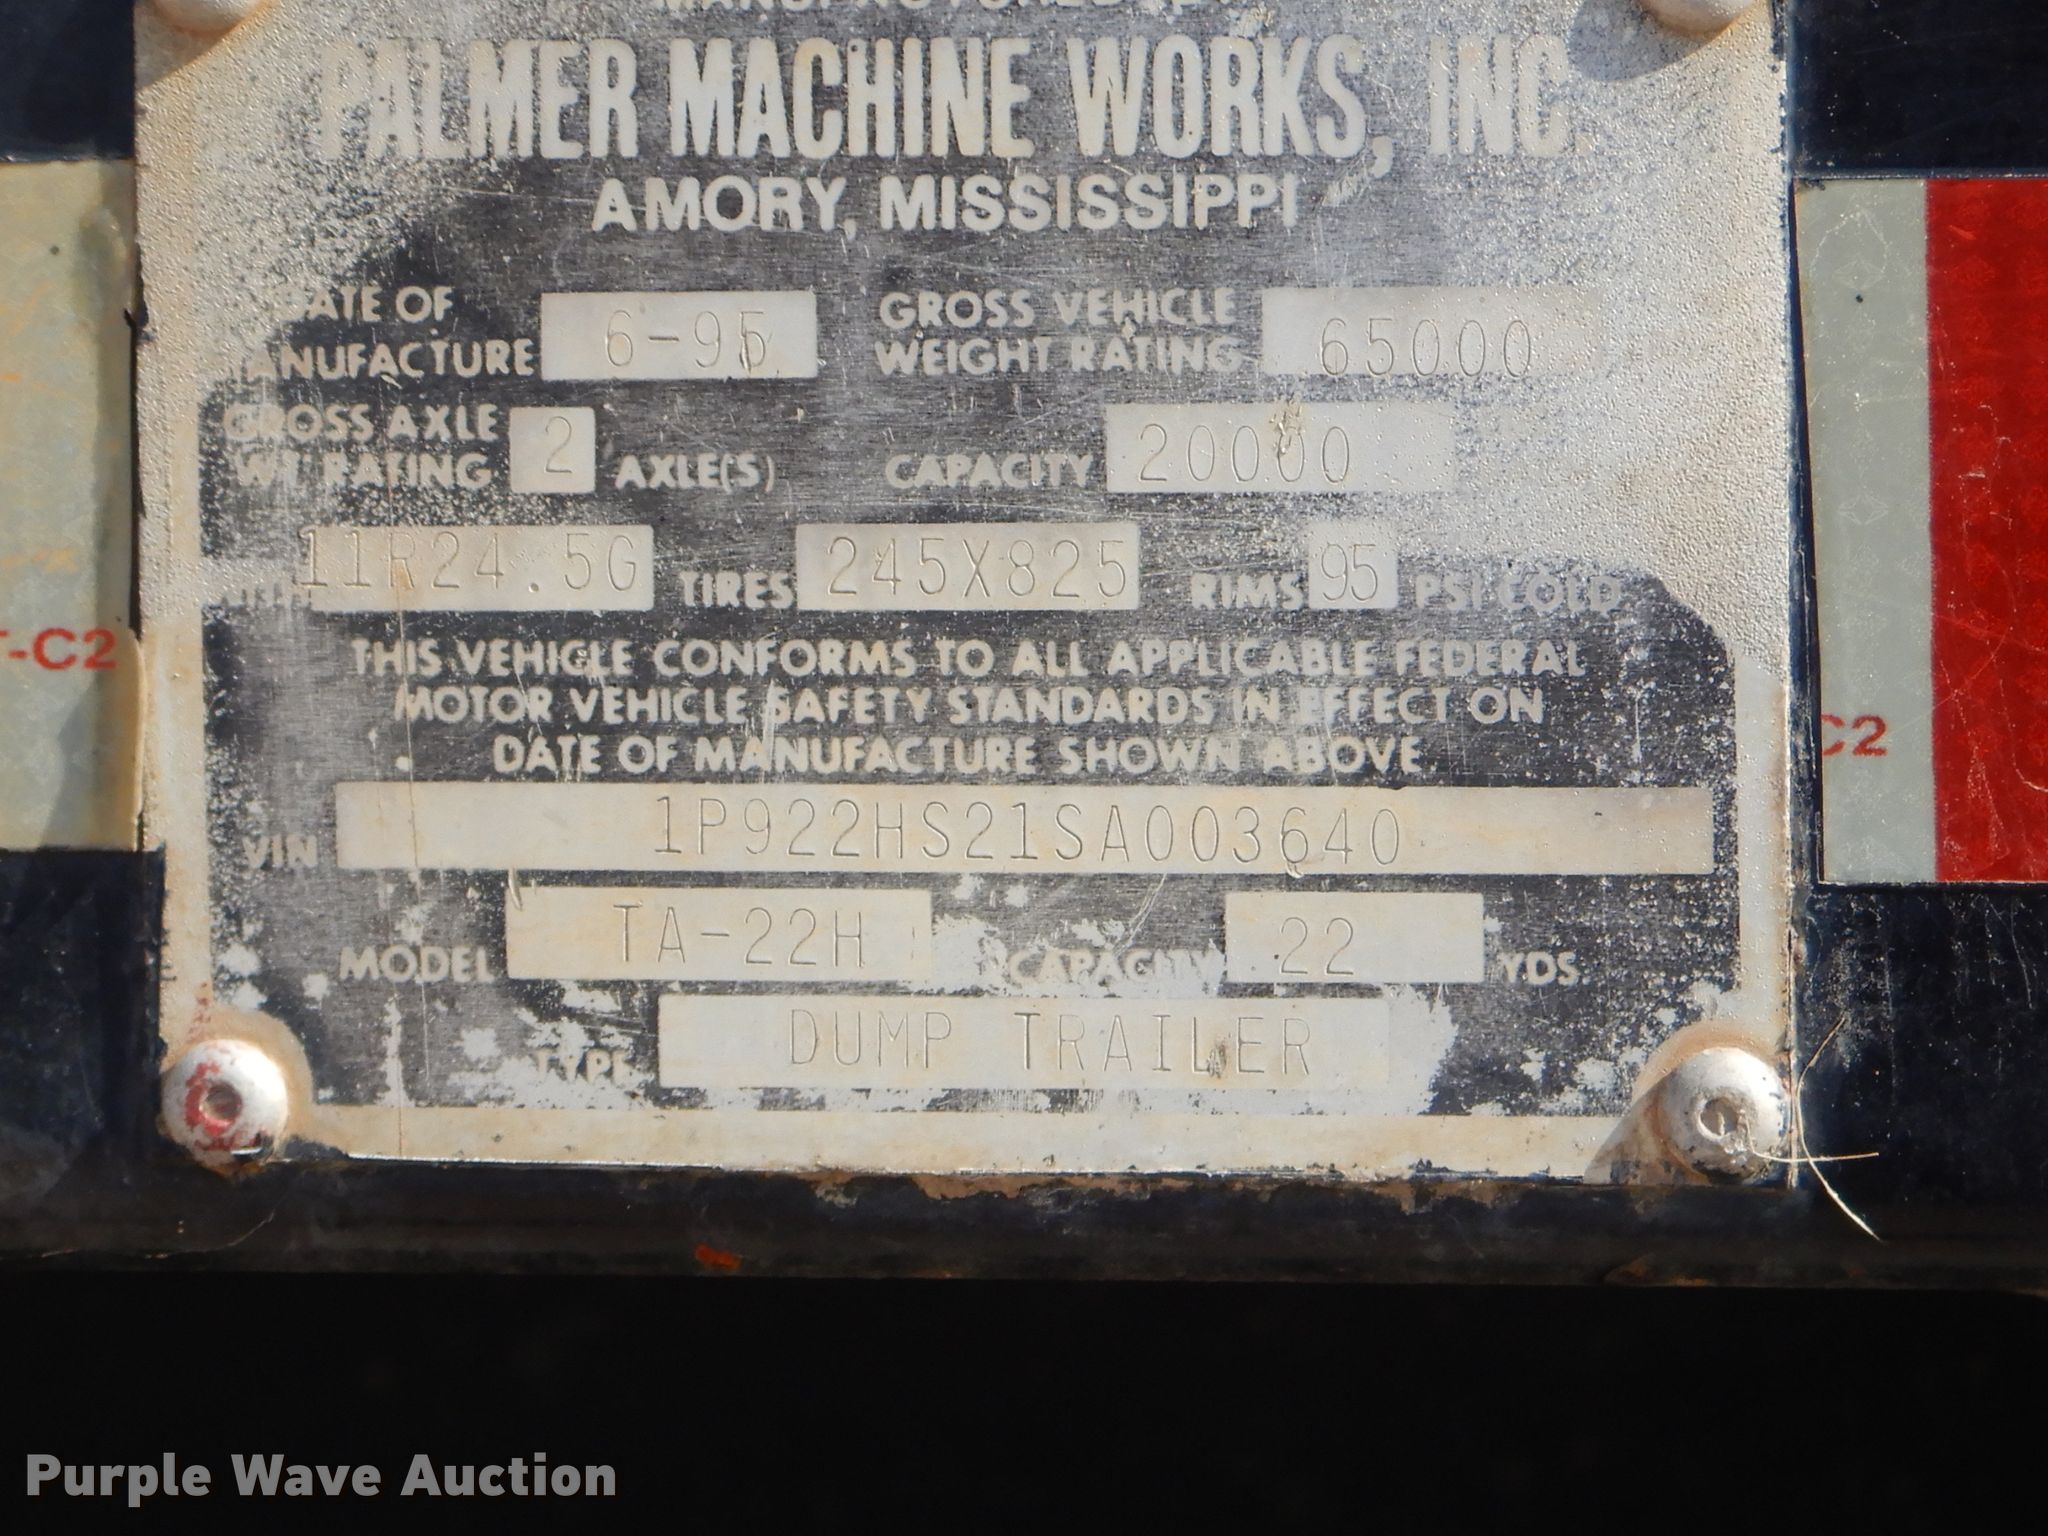 PALMER MACHINE WORKS, INC.
AMORY, MISSISSIPPI
DATE OF MANUFACTURE 6-95 GROSS VEHICLE WEIGHT RATING 65000
GROSS AXLE WT. RATING 2 AXLE(S) CAPACITY 20000
WITH 11R24.5G TIRES 245X825 RIMS 95 PSI COLD
THIS VEHICLE CONFORMS TO ALL APPLICABLE FEDERAL
MOTOR VEHICLE SAFETY STANDARDS IN EFFECT ON
DATE OF MANUFACTURE SHOWN ABOVE.
VIN 1P922HS21SA003640
MODEL TA-22H CAPACITY 22 YDS.
TYPE DUMP TRAILER
-C2
C2
Purple Wave Auction